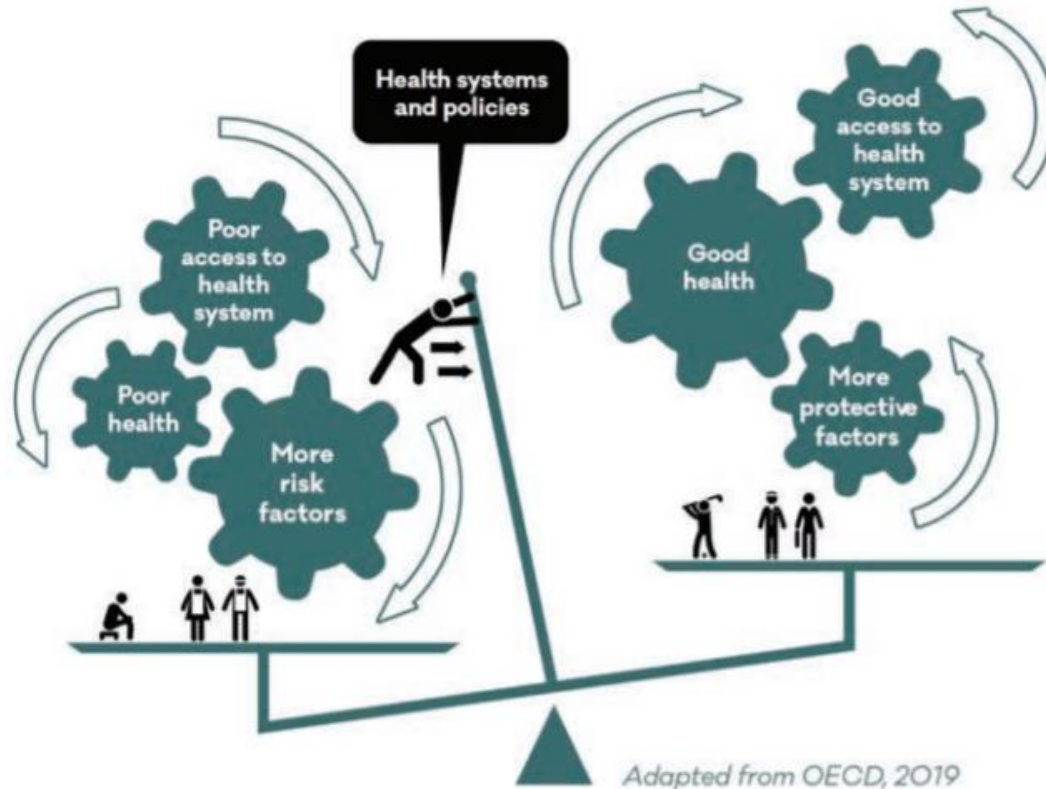 Health systems
and policies
Poor
access to
health
system
Poor
health
More
risk
factors
Good
access to
health
system
Good
health
More
protective
factors
Adapted from OECD, 2019